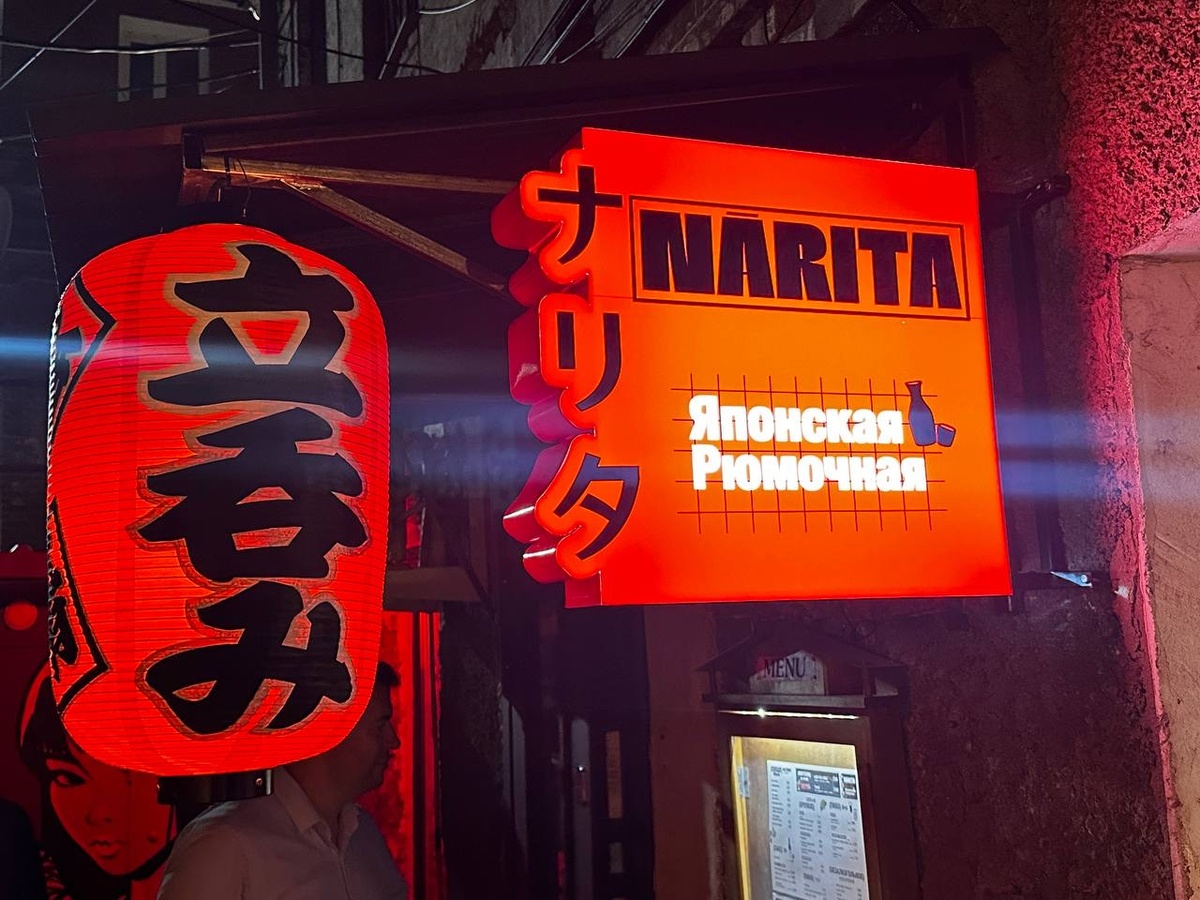 立呑み
ナリタ
NĀRITA
Японская
Рюмочная
MENU